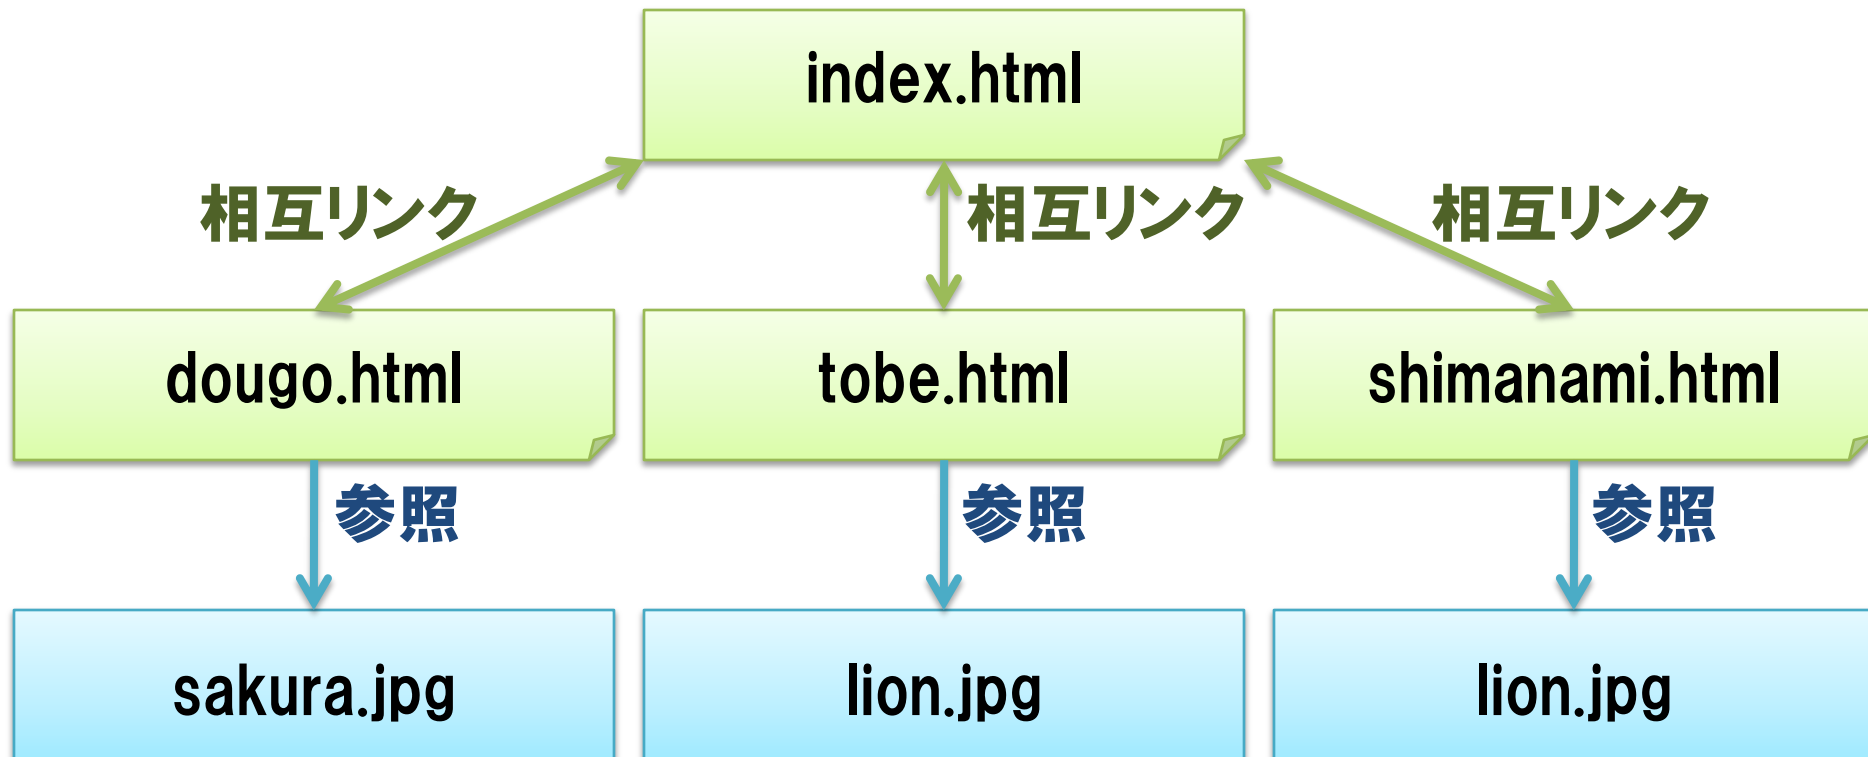 index.html
相互リンク
相互リンク
相互リンク
dougo.html
tobe.html
shimanami.html
参照
参照
参照
sakura.jpg
lion.jpg
lion.jpg